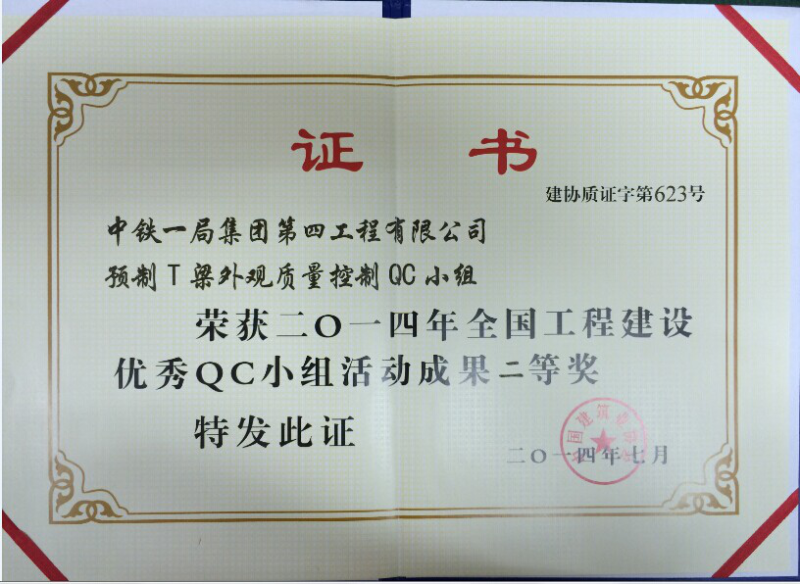 证 书
建协质证字第623号
中铁一局集团第四工程有限公司
预制T梁外观质量控制QC小组
荣获二〇一四年全国工程建设
优秀QC小组活动成果二等奖
特发此证
二〇一四年七月